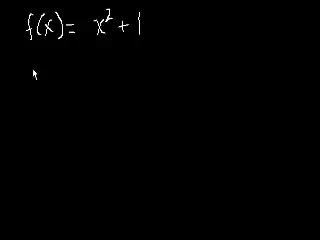 f(x) = x² + 1